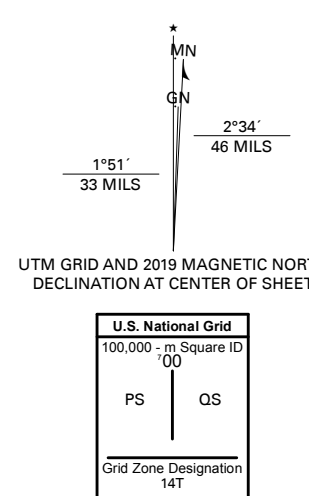 ★
MN
GN
2°34´
46 MILS
1°51´
33 MILS
UTM GRID AND 2019 MAGNETIC NORT
DECLINATION AT CENTER OF SHEET
U.S. National Grid
100,000 - m Square ID
⁷00
PS QS
Grid Zone Designation
14T